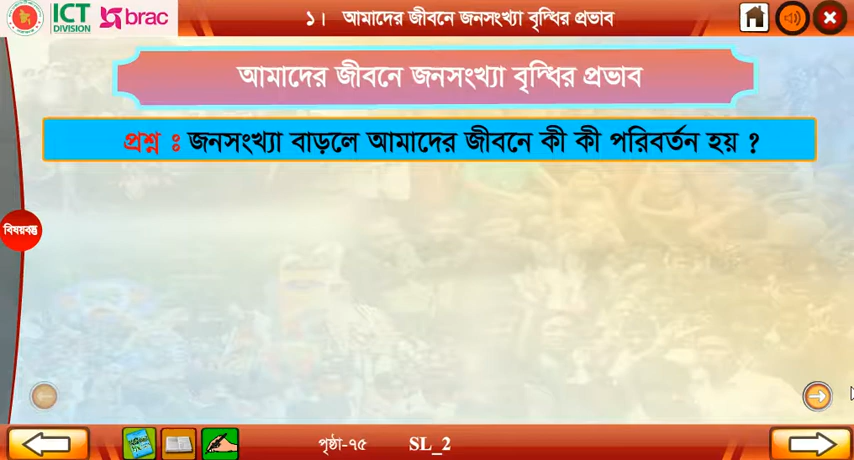 ICT
DIVISION
brac
১। আমাদের জীবনে জনসংখ্যা বৃদ্ধির প্রভাব
আমাদের জীবনে জনসংখ্যা বৃদ্ধির প্রভাব
প্রশ্ন ঃ জনসংখ্যা বাড়লে আমাদের জীবনে কী কী পরিবর্তন হয় ?
বিষয়বস্তু
পৃষ্ঠা-৭৫ SL_2